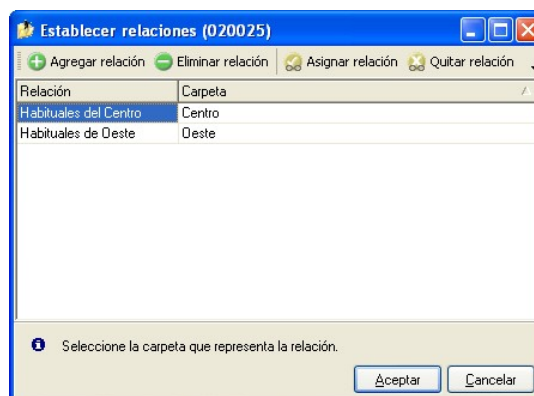 Establecer relaciones (020025)
Agregar relación Eliminar relación Asignar relación Quitar relación
Relación Carpeta
Habituales del Centro Centro
Habituales de Oeste Oeste
Seleccione la carpeta que representa la relación.
Aceptar Cancelar